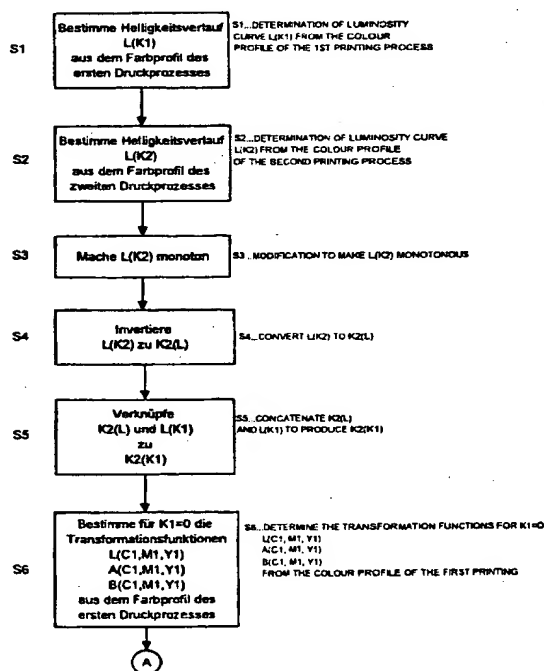 S1
Bestimme Helligkeitsverlauf
L(K1)
aus dem Farbprofil des
ersten Druckprozesses
S1...DETERMINATION OF LUMINOSITY
CURVE L(K1) FROM THE COLOUR
PROFILE OF THE 1ST PRINTING PROCESS
S2
Bestimme Helligkeitsverlauf
L(K2)
aus dem Farbprofil des
zweiten Druckprozesses
S2...DETERMINATION OF LUMINOSITY CURVE
L(K2) FROM THE COLOUR PROFILE
OF THE SECOND PRINTING PROCESS
S3
Mache L(K2) monoton
S3...MODIFICATION TO MAKE L(K2) MONOTONOUS
S4
Invertiere
L(K2) zu K2(L)
S4...CONVERT L(K2) TO K2(L)
S5
Verknüpfe
K2(L) und L(K1)
zu
K2(K1)
S5...CONCATENATE K2(L)
AND L(K1) TO PRODUCE K2(K1)
S6
Bestimme für K1=0 die
Transformationsfunktionen
L(C1,M1,Y1)
A(C1,M1,Y1)
B(C1,M1,Y1)
aus dem Farbprofil des
ersten Druckprozesses
S6...DETERMINE THE TRANSFORMATION FUNCTIONS FOR K1=0
L(C1, M1, Y1)
A(C1, M1, Y1)
B(C1, M1, Y1)
FROM THE COLOUR PROFILE OF THE FIRST PRINTING
A